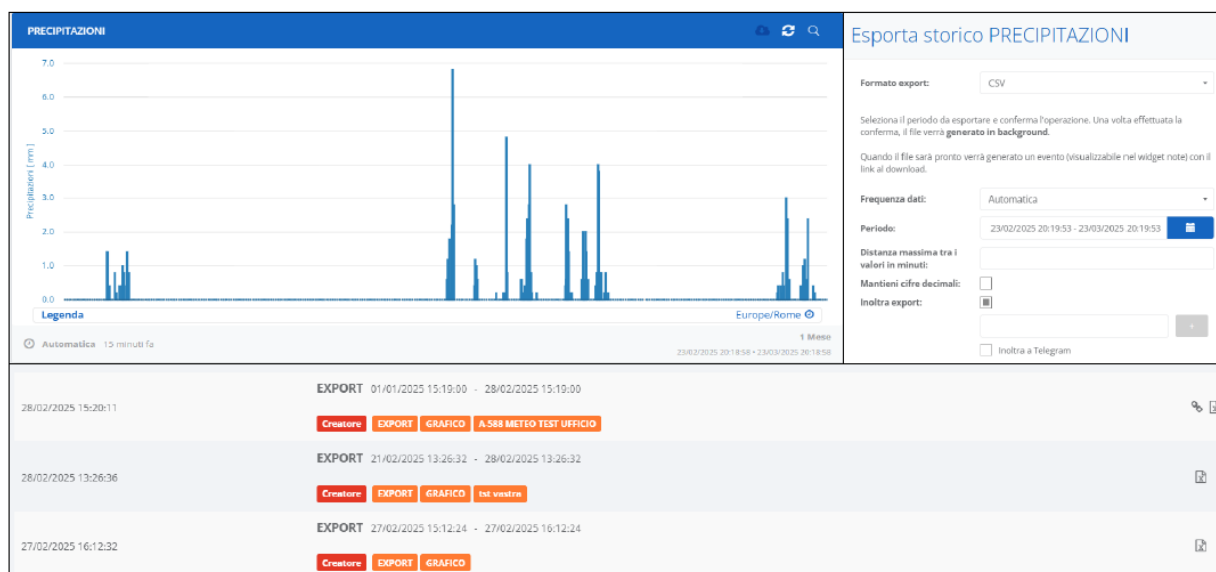 PRECIPITAZIONI
7.0
6.0
5.0
4.0
3.0
2.0
1.0
0.0
Precipitazioni [ mm ]
Legenda
Europe/Rome
Automatica 15 minuti fa
1 Mese
23/02/2025 20:18:58 • 23/03/2025 20:18:58
Esporta storico PRECIPITAZIONI
Formato export: CSV
Seleziona il periodo da esportare e conferma l'operazione. Una volta effettuata la
conferma, il file verrà generato in background.
Quando il file sarà pronto verrà generato un evento (visualizzabile nel widget note) con il
link al download.
Frequenza dati: Automatica
Periodo: 23/02/2025 20:19:53 - 23/03/2025 20:19:53
Distanza massima tra i
valori in minuti:
Mantieni cifre decimali:
Inoltra export:
Inoltra a Telegram
EXPORT 01/01/2025 15:19:00 - 28/02/2025 15:19:00
28/02/2025 15:20:11
Creatore EXPORT GRAFICO A-588 METEO TEST UFFICIO
EXPORT 21/02/2025 13:26:32 - 28/02/2025 13:26:32
28/02/2025 13:26:36
Creatore EXPORT GRAFICO tst vastra
EXPORT 27/02/2025 15:12:24 - 27/02/2025 16:12:24
27/02/2025 16:12:32
Creatore EXPORT GRAFICO